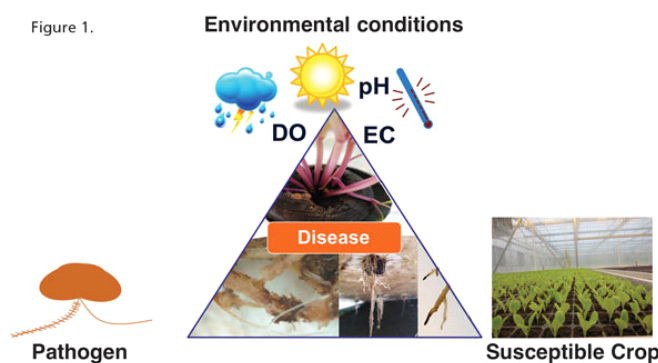 Figure 1.
Environmental conditions
pH
DO
EC
Disease
Pathogen
Susceptible Crop